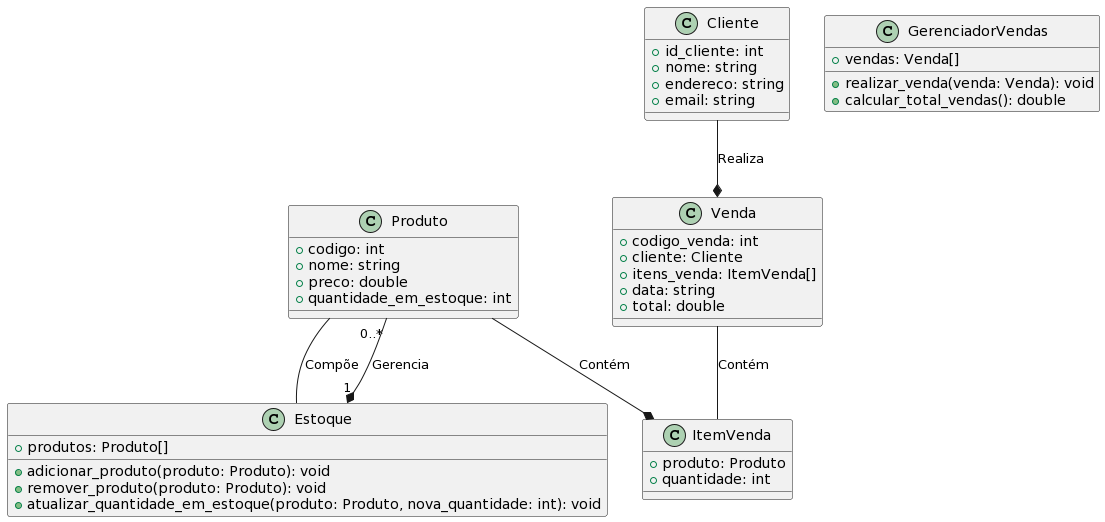 C Cliente
id_cliente: int
nome: string
endereco: string
email: string
C GerenciadorVendas
vendas: Venda[]
realizar_venda(venda: Venda): void
calcular_total_vendas(): double
Realiza
C Produto
codigo: int
nome: string
preco: double
quantidade_em_estoque: int
C Venda
codigo_venda: int
cliente: Cliente
itens_venda: ItemVenda[]
data: string
total: double
0..*
Compõe
Gerencia
Contém
Contém
1
C Estoque
produtos: Produto[]
adicionar_produto(produto: Produto): void
remover_produto(produto: Produto): void
atualizar_quantidade_em_estoque(produto: Produto, nova_quantidade: int): void
C ItemVenda
produto: Produto
quantidade: int